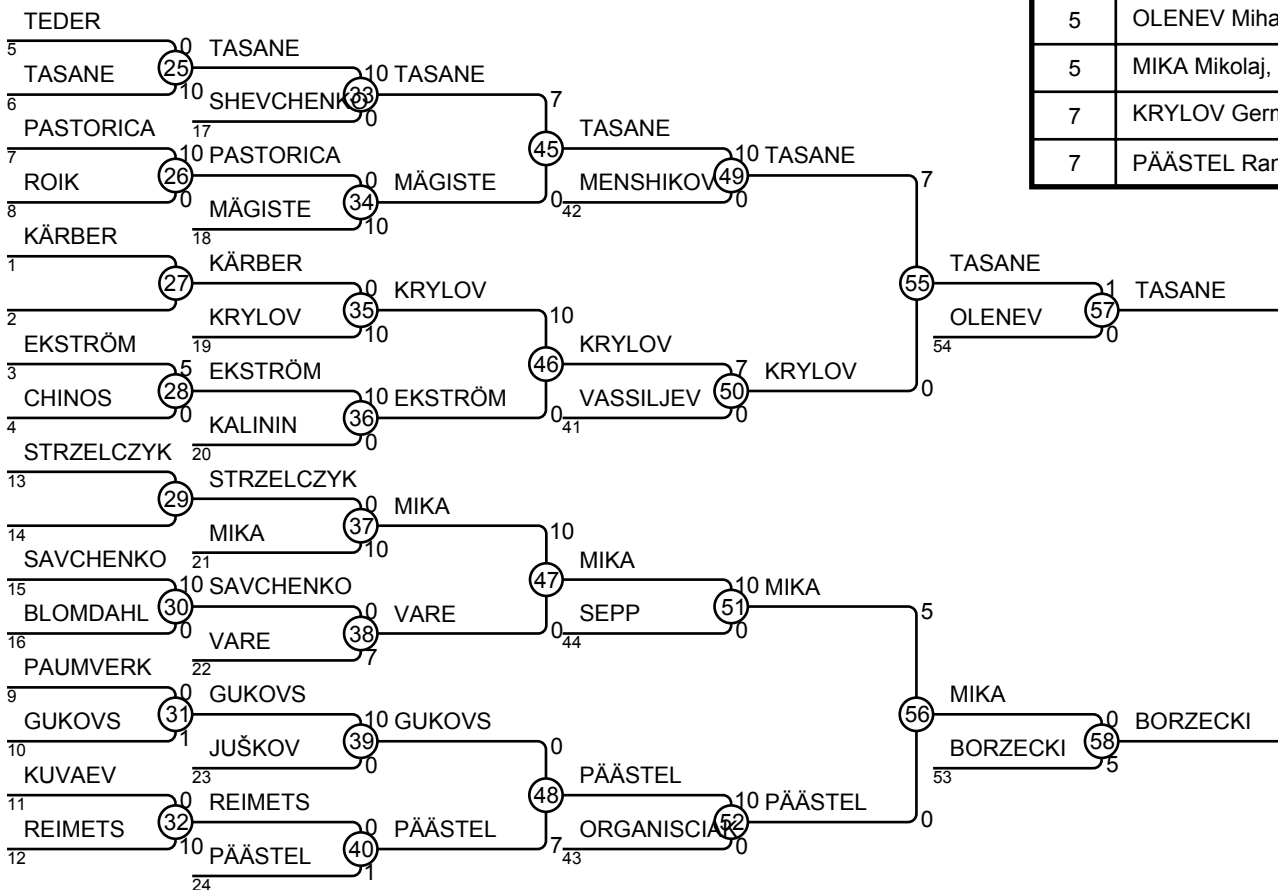 TEDER
5 OLENEV Miha
5
0 TASANE
TASANE
25
10 TASANE
5 MIKA Mikolaj,
6
10 SHEVCHENKO
33
7
PASTORICA
17
0
7 KRYLOV Germ
7
10 PASTORICA
45
TASANE
10 TASANE
ROIK
26
0
MÄGISTE
0
MENSHIKOV
49
7
7 PÄÄSTEL Ran
8
0
MÄGISTE
34
42
0
KÄRBER
18
10
1
27
KÄRBER
0 KRYLOV
55
TASANE
1 TASANE
2
KRYLOV
35
10
OLENEV
57
EKSTRÖM
19
10
54
0
3
5 EKSTRÖM
46
KRYLOV
7 KRYLOV
CHINOS
28
10 EKSTRÖM
0
VASSILJEV
50
0
4
0
KALININ
36
41
0
STRZELCZYK
20
0
13
STRZELCZYK
29
0 MIKA
14
MIKA
37
10
SAVCHENKO
21
10
15
10 SAVCHENKO
47
MIKA
10 MIKA
BLOMDAHL
30
0 VARE
0
SEPP
51
5
16
0
VARE
38
44
0
PAUMVERK
22
7
9
0 GUKOVS
GUKOVS
31
10 GUKOVS
56
MIKA
0 BORZECKI
10
1
JUŠKOV
39
0
BORZECKI
58
KUVAEV
23
0
53
5
11
0 REIMETS
48
PÄÄSTEL
10 PÄÄSTEL
REIMETS
32
0 PÄÄSTEL
7
ORGANISCIAK
52
0
12
10 PÄÄSTEL
40
43
0
24
1